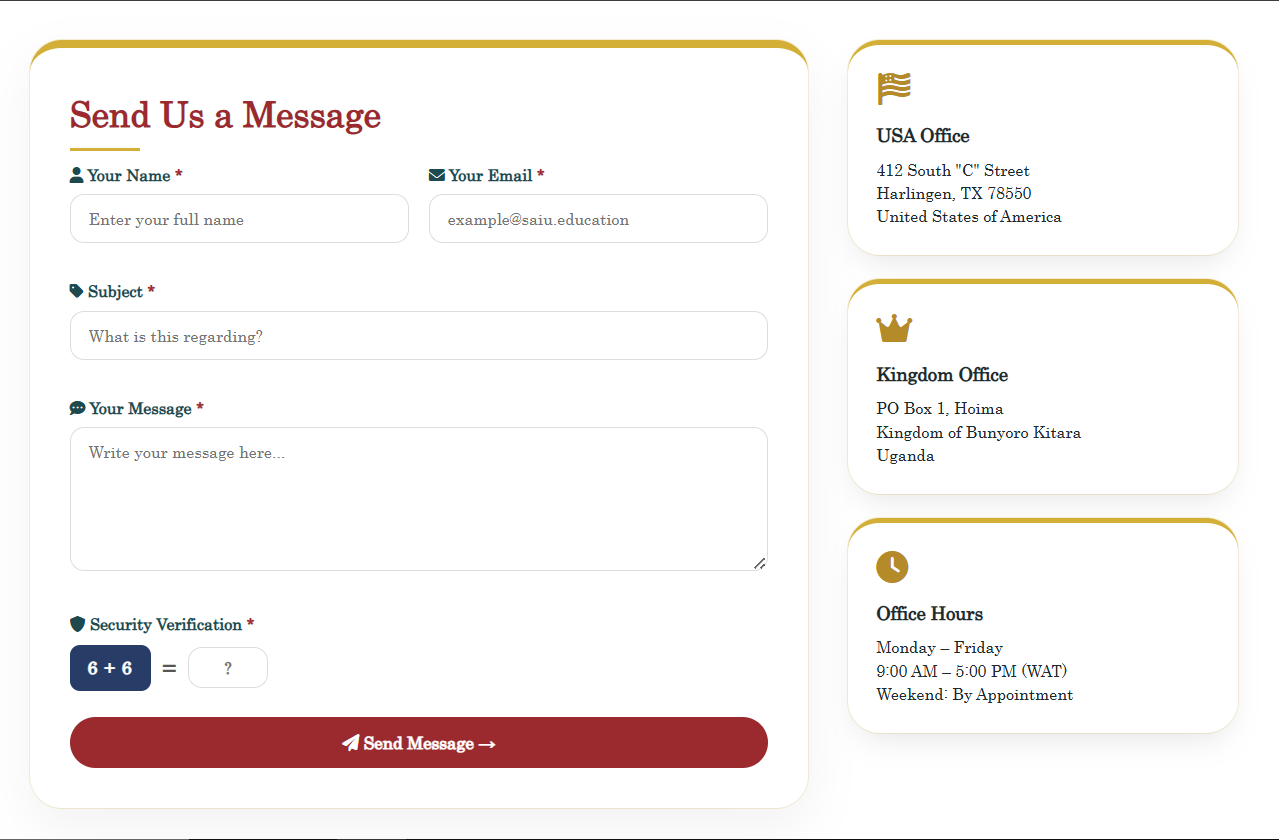 Send Us a Message
Your Name *
Your Email *
Enter your full name
example@saiu.education
Subject *
What is this regarding?
Your Message *
Write your message here...
Security Verification *
6 + 6 = ?
Send Message →
USA Office
412 South "C" Street
Harlingen, TX 78550
United States of America
Kingdom Office
PO Box 1, Hoima
Kingdom of Bunyoro Kitara
Uganda
Office Hours
Monday – Friday
9:00 AM – 5:00 PM (WAT)
Weekend: By Appointment